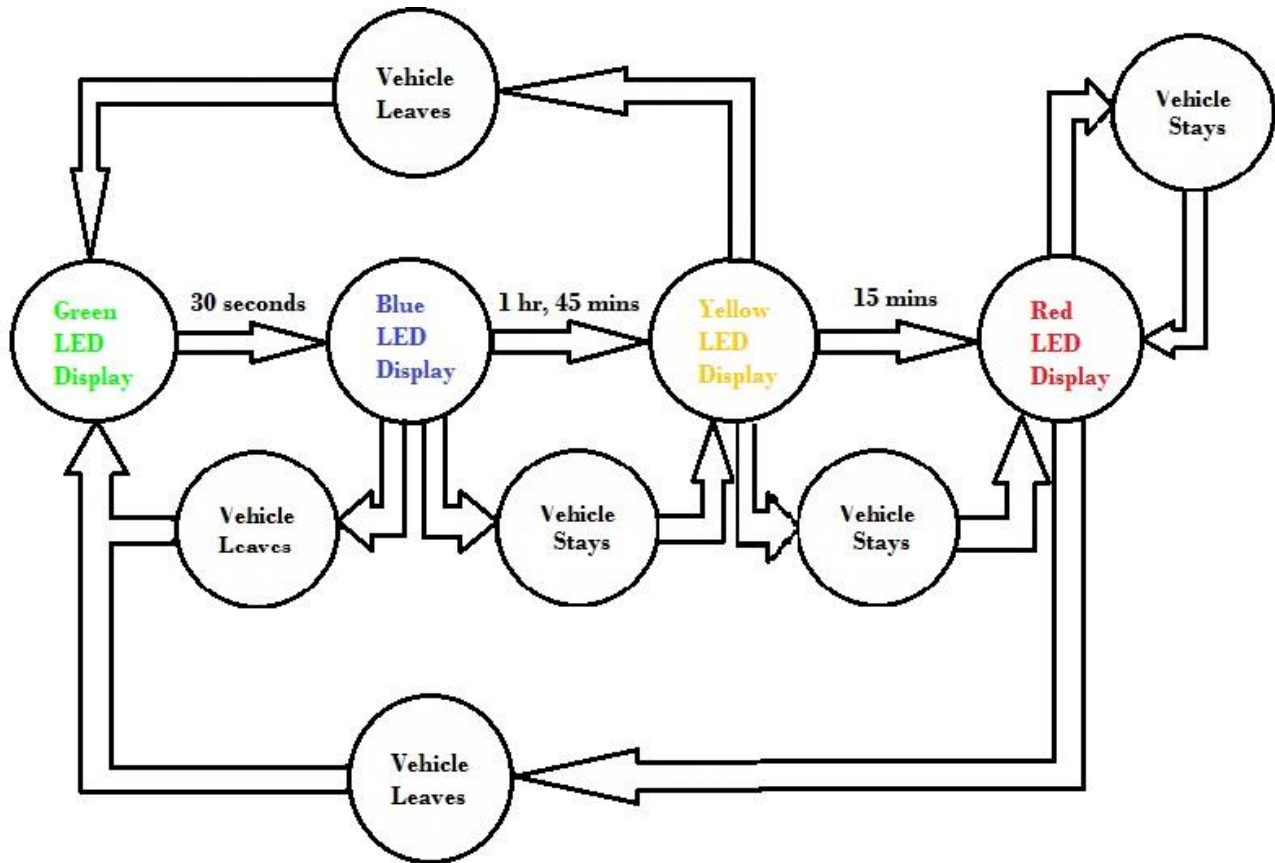 Vehicle
Leaves
Vehicle
Stays
Green
LED
Display
30 seconds
Blue
LED
Display
1 hr, 45 mins
Yellow
LED
Display
15 mins
Red
LED
Display
Vehicle
Leaves
Vehicle
Stays
Vehicle
Stays
Vehicle
Leaves